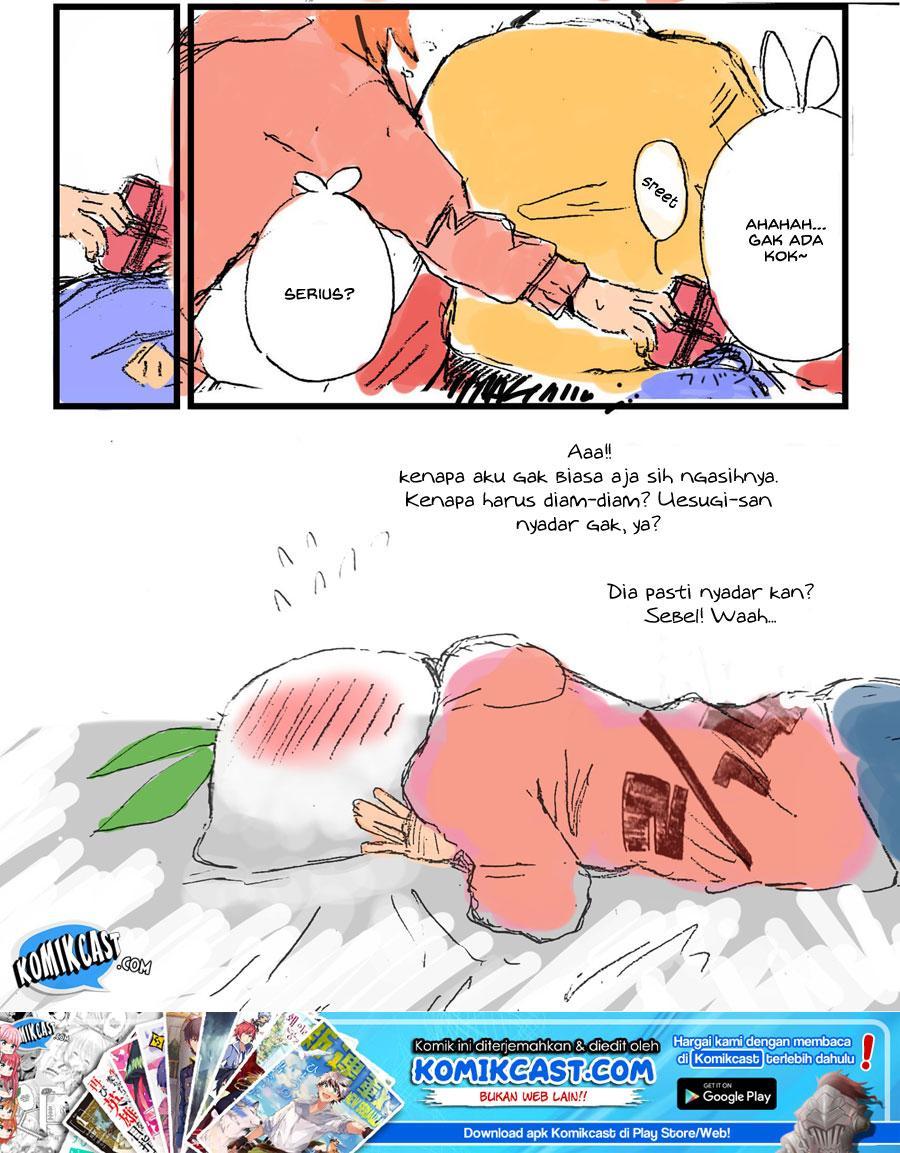 sreet
AHAHAH...
GAK ADA
KOK~
SERIUS?
カバン
Aaa!!
kenapa aku gak biasa aja sih ngasihnya.
Kenapa harus diam-diam? Uesugi-san
nyadar gak, ya?
Dia pasti nyadar kan?
Sebel! Waah...
KOMIKCAST
.COM
Komik ini diterjemahkan & diedit oleh
KOMIKCAST.COM
BUKAN WEB LAIN!!
Hargai kami dengan membaca
di Komikcast terlebih dahulu
!
GET IT ON
Google Play
Download apk Komikcast di Play Store/Web!